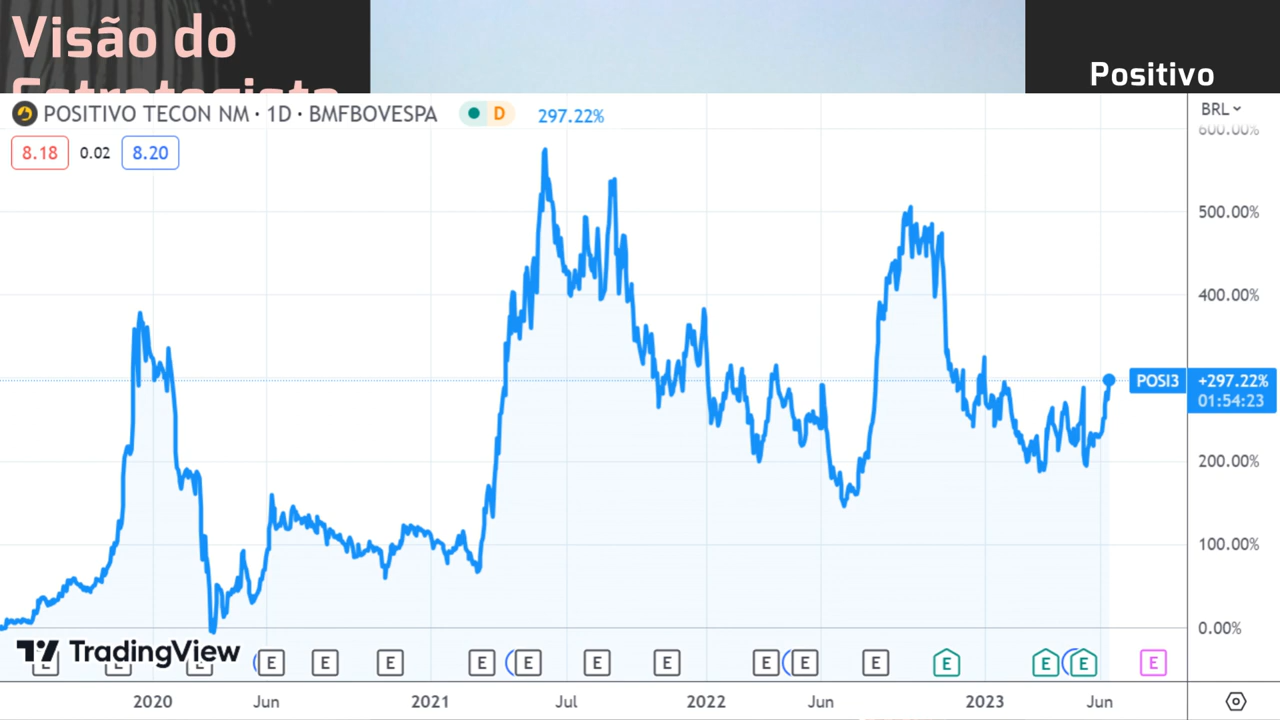 Visão do
Estrategista
Positivo
POSITIVO TECON NM · 1D · BMFBOVESPA
D
297.22%
BRL
8.18
0.02
8.20
600.00%
500.00%
400.00%
POSI3
+297.22%
01:54:23
200.00%
100.00%
0.00%
TradingView
E E E E E E E E E E E E E E E E E
2020 Jun 2021 Jul 2022 Jun 2023 Jun